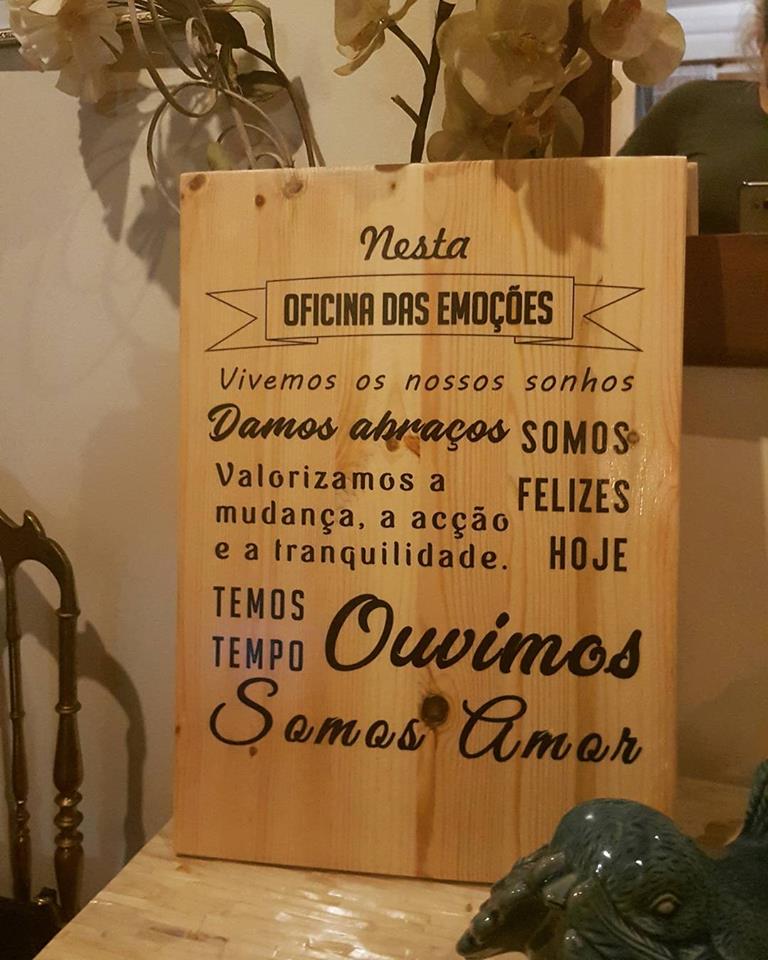 Nesta
OFICINA DAS EMOÇÕES
Vivemos os nossos sonhos
Damos abraços
SOMOS
FELIZES
HOJE
Valorizamos a
mudança, a acção
e a tranquilidade.
TEMOS
TEMPO
Ouvimos
Somos Amor